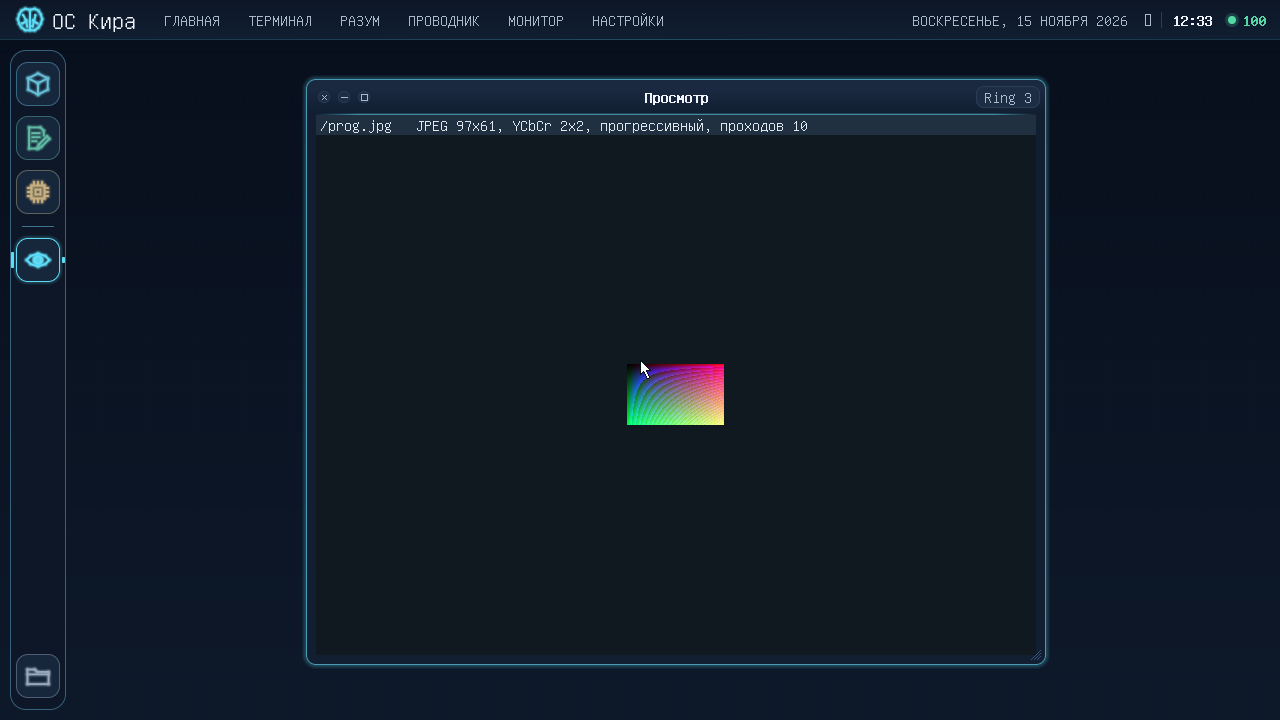 ОС Кира ГЛАВНАЯ ТЕРМИНАЛ РАЗУМ ПРОВОДНИК МОНИТОР НАСТРОЙКИ ВОСКРЕСЕНЬЕ, 15 НОЯБРЯ 2026 12:33 100
Просмотр Ring 3
/prog.jpg JPEG 97x61, YCbCr 2x2, прогрессивный, проходов 10